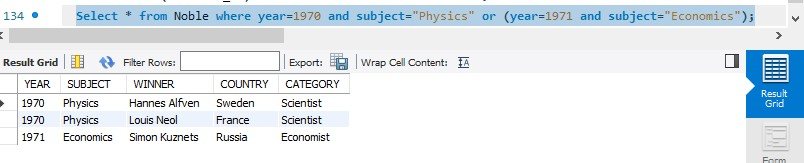 134
Select * from Noble where year=1970 and subject="Physics" or (year=1971 and subject="Economics");
Result Grid Filter Rows: Export: Wrap Cell Content:
YEAR SUBJECT WINNER COUNTRY CATEGORY
1970 Physics Hannes Alfven Sweden Scientist
1970 Physics Louis Neol France Scientist
1971 Economics Simon Kuznets Russia Economist
Result
Grid